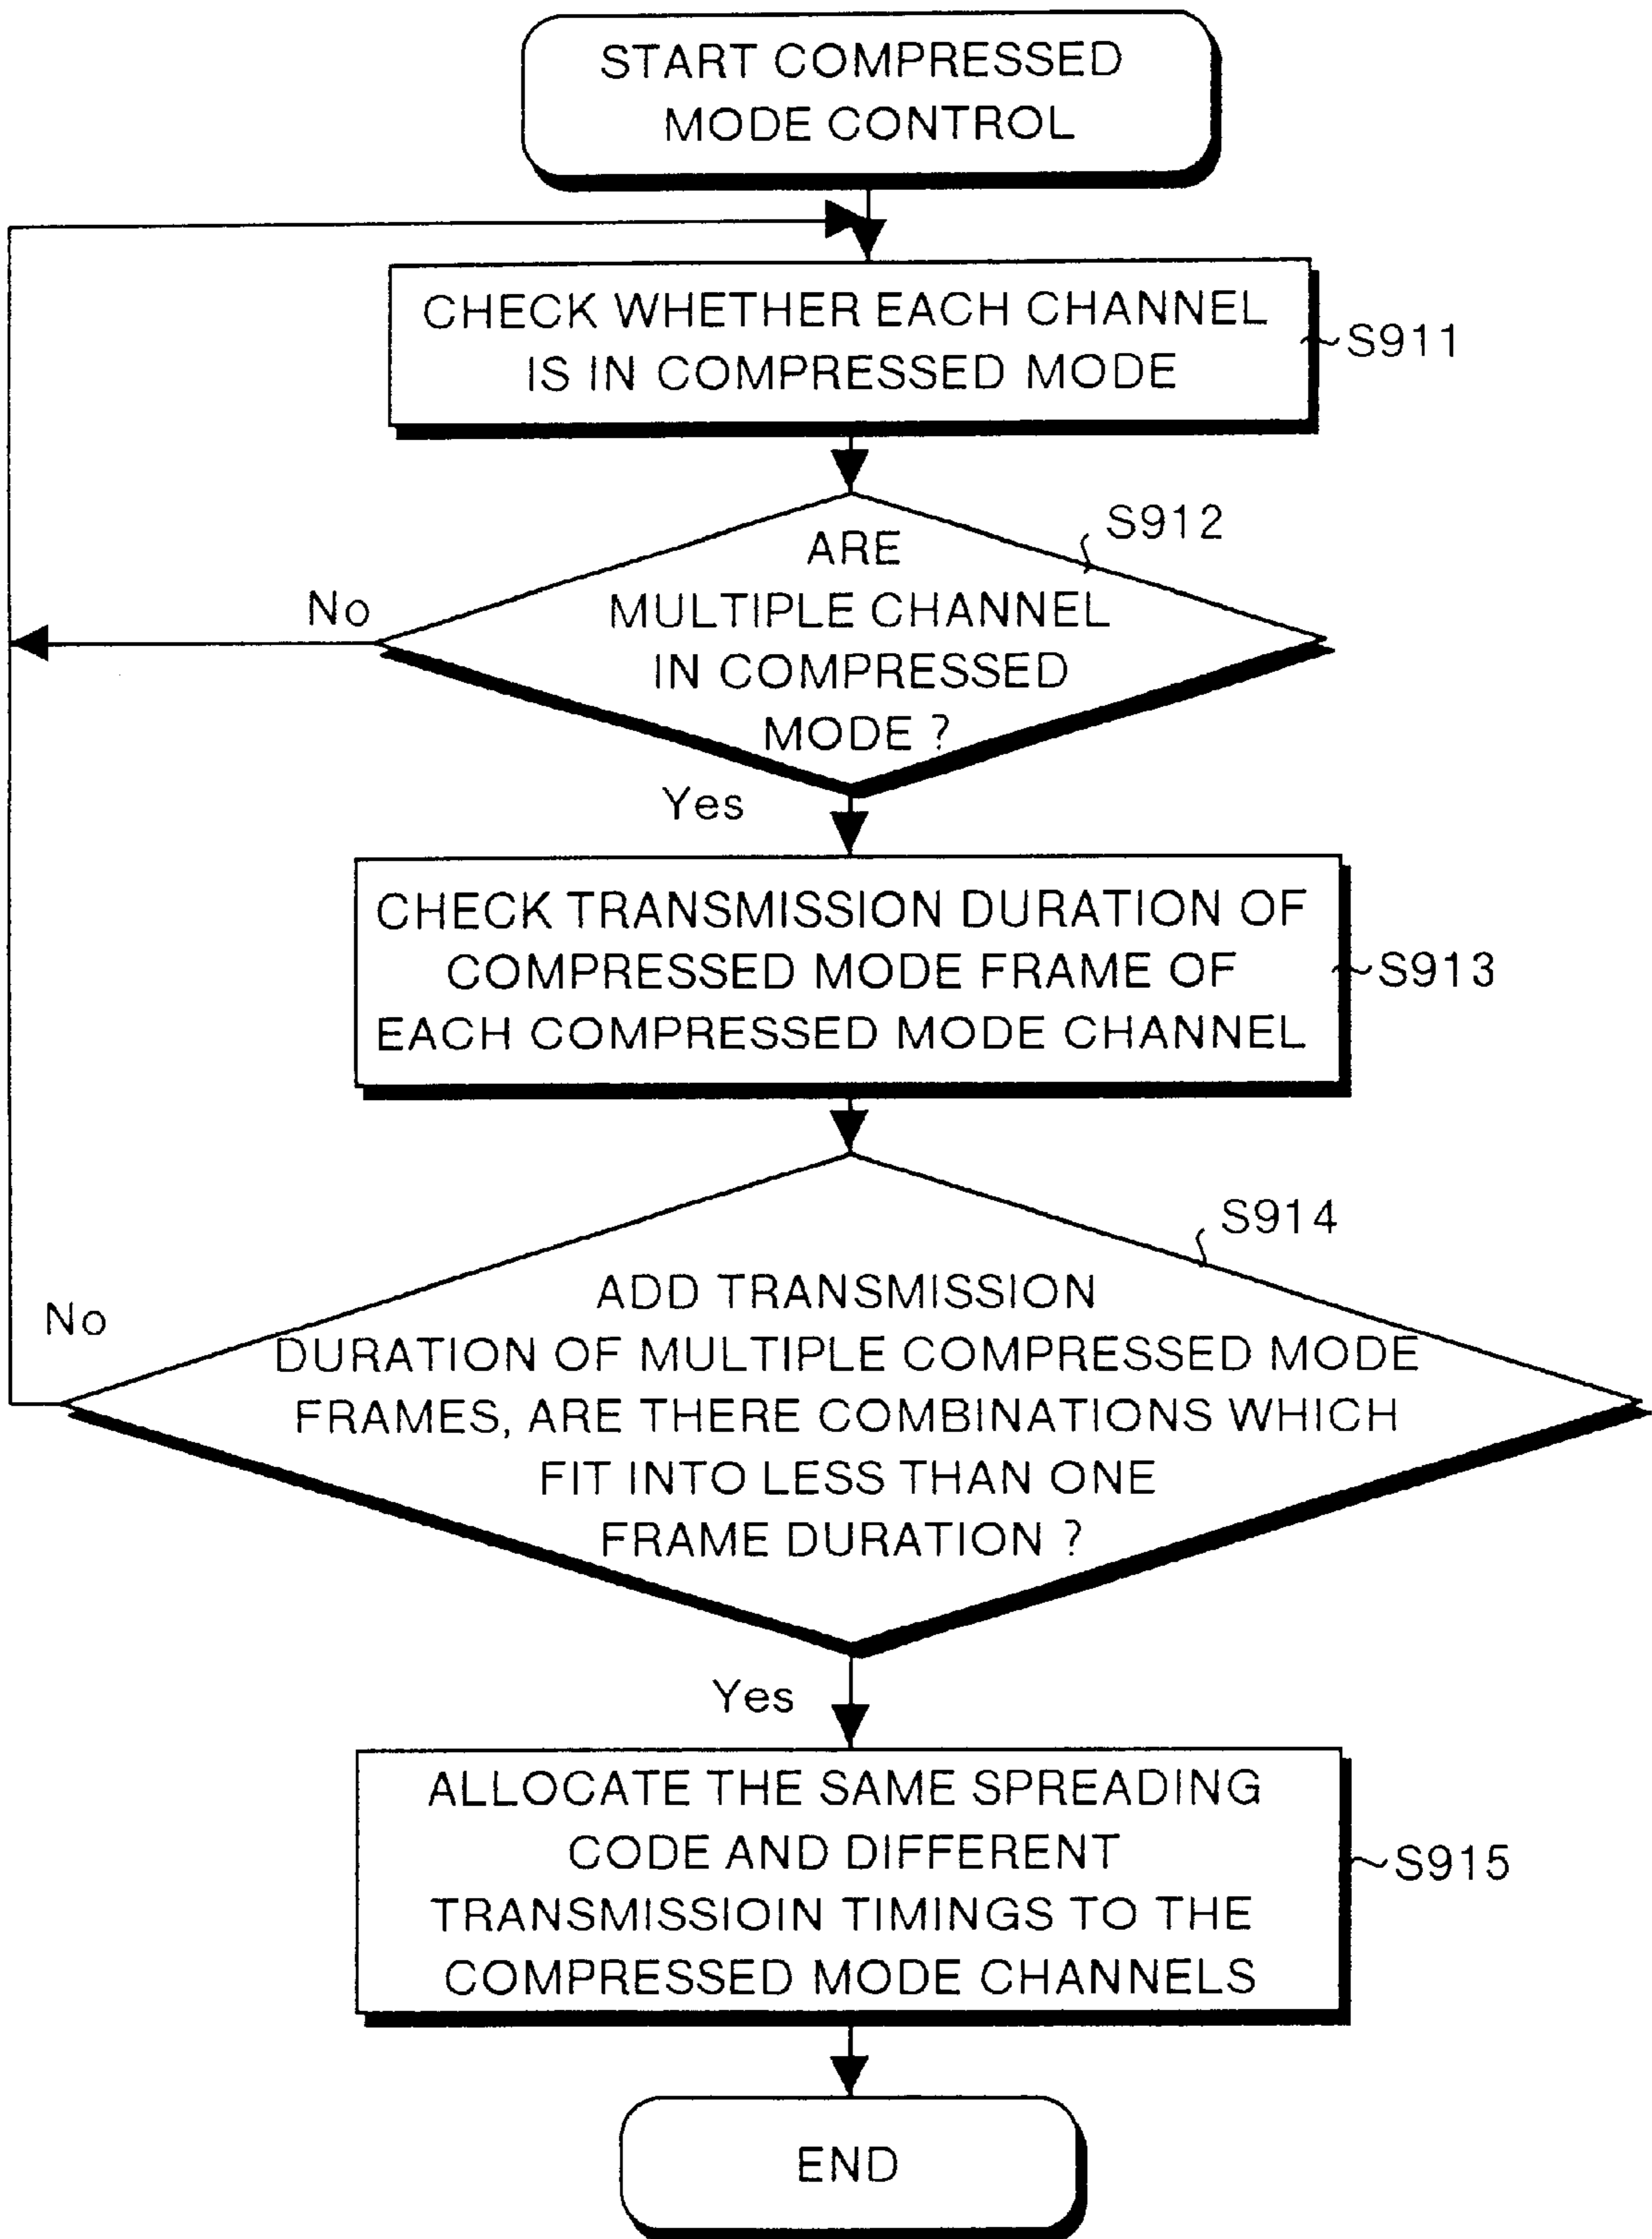 START COMPRESSED
MODE CONTROL
CHECK WHETHER EACH CHANNEL
IS IN COMPRESSED MODE
S911
S912
ARE
MULTIPLE CHANNEL
IN COMPRESSED
MODE ?
No
Yes
CHECK TRANSMISSION DURATION OF
COMPRESSED MODE FRAME OF
EACH COMPRESSED MODE CHANNEL
S913
S914
ADD TRANSMISSION
DURATION OF MULTIPLE COMPRESSED MODE
FRAMES, ARE THERE COMBINATIONS WHICH
FIT INTO LESS THAN ONE
FRAME DURATION ?
No
Yes
ALLOCATE THE SAME SPREADING
CODE AND DIFFERENT
TRANSMISSIOIN TIMINGS TO THE
COMPRESSED MODE CHANNELS
S915
END